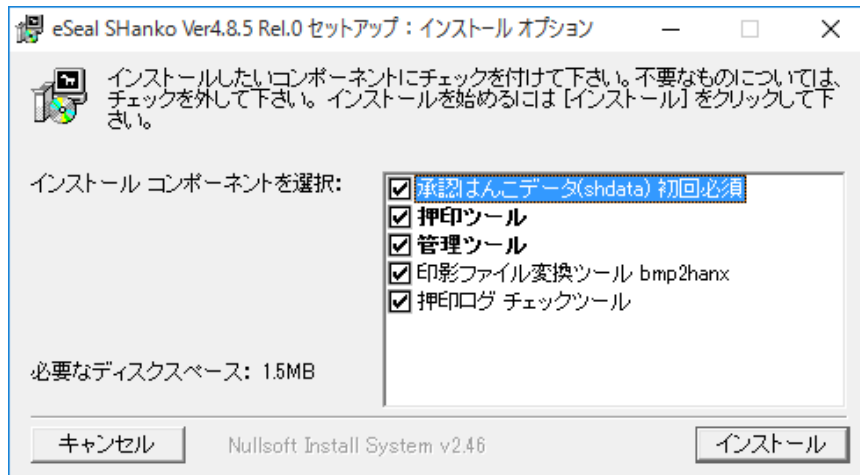 eSeal SHanko Ver4.8.5 Rel.0 セットアップ：インストール オプション
インストールしたいコンポーネントにチェックを付けて下さい。不要なものについては、
チェックを外して下さい。インストールを始めるには [インストール] をクリックして下
さい。
インストール コンポーネントを選択:
承認はんこデータ(shdata) 初回必須
押印ツール
管理ツール
印影ファイル変換ツール bmp2hanx
押印ログ チェックツール
必要なディスクスペース: 1.5MB
キャンセル
Nullsoft Install System v2.46
インストール